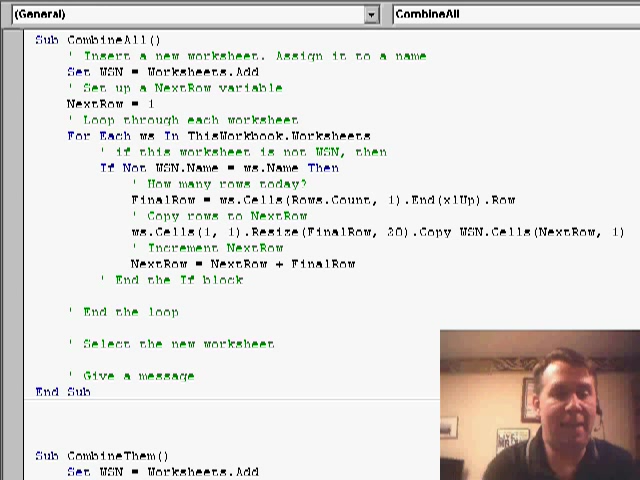 (General)
CombineAll
Sub CombineAll()
' Insert a new worksheet. Assign it to a name
Set WSN = Worksheets.Add
' Set up a NextRow variable
NextRow = 1
' Loop through each worksheet
For Each ws In ThisWorkbook.Worksheets
' if this worksheet is not WSN, then
If Not WSN.Name = ws.Name Then
' How many rows today?
FinalRow = ws.Cells(Rows.Count, 1).End(xlUp).Row
' Copy rows to NextRow
ws.Cells(1, 1).Resize(FinalRow, 20).Copy WSN.Cells(NextRow, 1)
' Increment NextRow
NextRow = NextRow + FinalRow
' End the If block
' End the loop
' Select the new worksheet
' Give a message
End Sub
Sub CombineThem()
Set WSN = Worksheets.Add